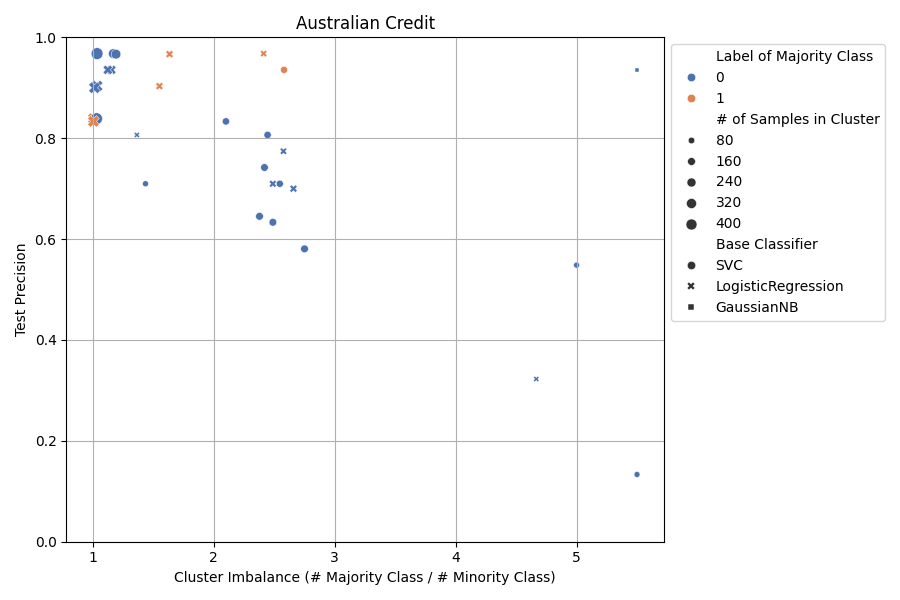 Australian Credit
1.0
0.8
0.6
0.4
0.2
0.0
Test Precision
1
2
3
4
5
Cluster Imbalance (# Majority Class / # Minority Class)
Label of Majority Class
0
1
# of Samples in Cluster
80
160
240
320
400
Base Classifier
SVC
LogisticRegression
GaussianNB